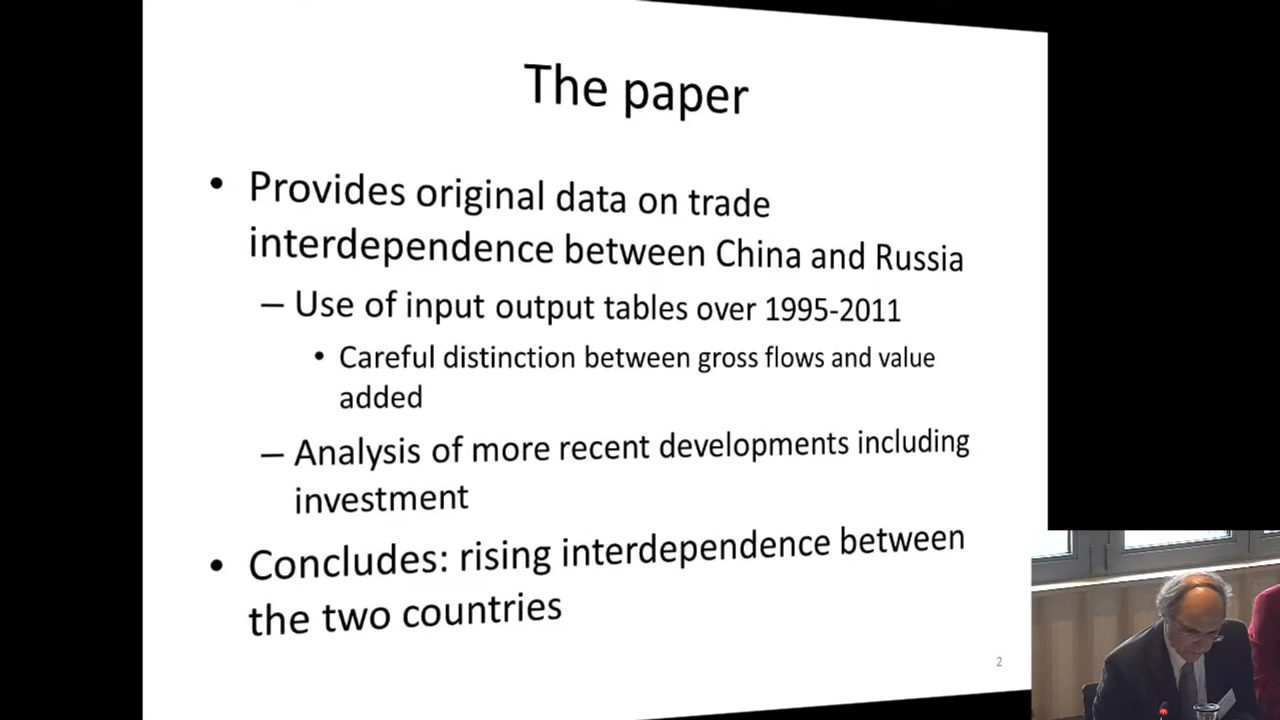 The paper
• Provides original data on trade
interdependence between China and Russia
– Use of input output tables over 1995-2011
• Careful distinction between gross flows and value
added
– Analysis of more recent developments including
investment
• Concludes: rising interdependence between
the two countries
2